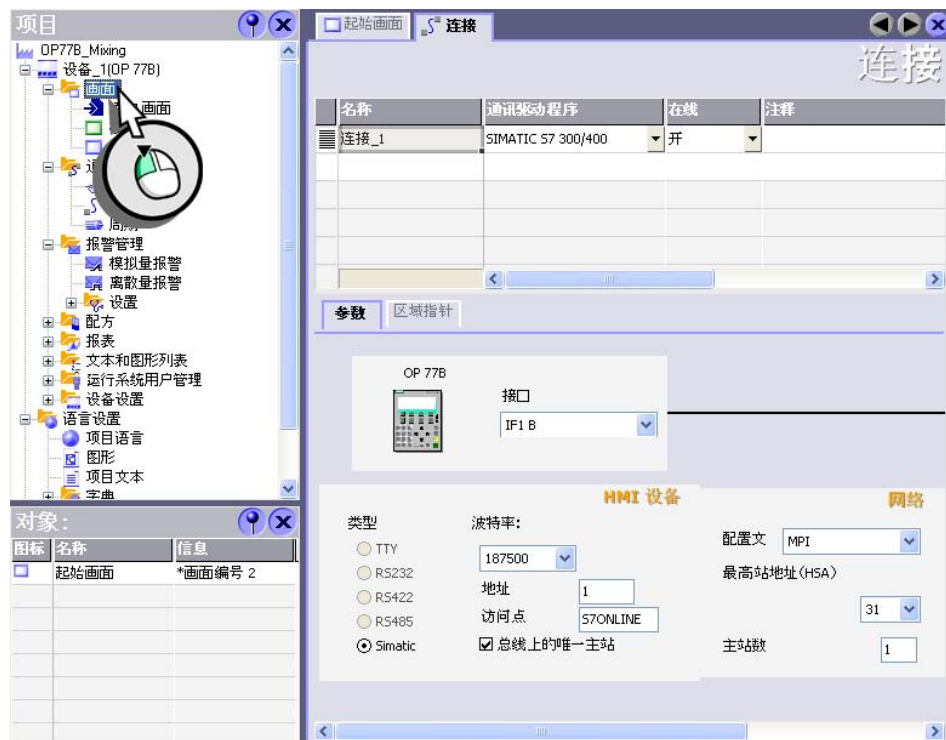 项目
OP77B_Mixing
设备_1(OP 77B)
画面
画面
周期
报警管理
模拟量报警
离散量报警
设置
配方
报表
文本和图形列表
运行系统用户管理
设备设置
语言设置
项目语言
图形
项目文本
字典
对象:
图标 名称 信息
起始画面 *画面编号 2
起始画面 连接
连接
名称 通讯驱动程序 在线 注释
连接_1 SIMATIC S7 300/400 开
参数 区域指针
OP 77B
接口
IF1 B
HMI 设备
类型 波特率:
TTY
187500
RS232
地址 1
RS422
访问点 S7ONLINE
RS485
Simatic 总线上的唯一主站
网络
配置文 MPI
最高站地址(HSA)
31
主站数 1